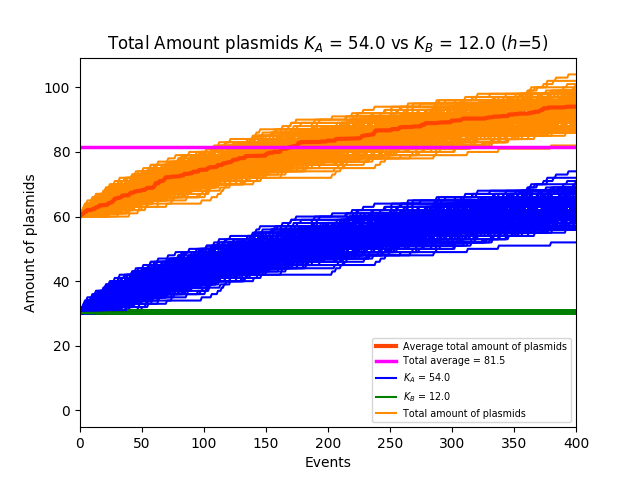 Total Amount plasmids K_A = 54.0 vs K_B = 12.0 (h=5)
Amount of plasmids
100
80
60
40
20
0
0 50 100 150 200 250 300 350 400
Events
Average total amount of plasmids
Total average = 81.5
K_A = 54.0
K_B = 12.0
Total amount of plasmids